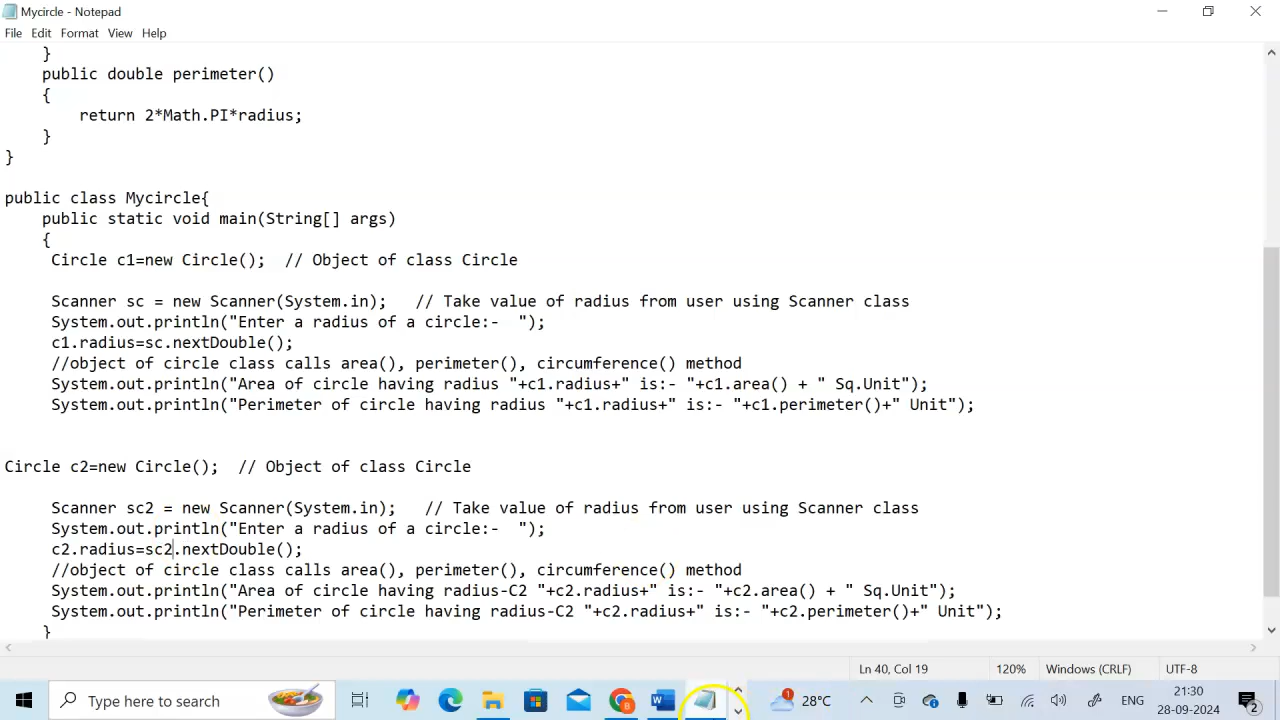 Mycircle - Notepad
File Edit Format View Help
}
public double perimeter()
{
return 2*Math.PI*radius;
}
}
public class Mycircle{
public static void main(String[] args)
{
Circle c1=new Circle(); // Object of class Circle
Scanner sc = new Scanner(System.in); // Take value of radius from user using Scanner class
System.out.println("Enter a radius of a circle:- ");
c1.radius=sc.nextDouble();
//object of circle class calls area(), perimeter(), circumference() method
System.out.println("Area of circle having radius "+c1.radius+" is:- "+c1.area() + " Sq.Unit");
System.out.println("Perimeter of circle having radius "+c1.radius+" is:- "+c1.perimeter()+" Unit");
Circle c2=new Circle(); // Object of class Circle
Scanner sc2 = new Scanner(System.in); // Take value of radius from user using Scanner class
System.out.println("Enter a radius of a circle:- ");
c2.radius=sc2.nextDouble();
//object of circle class calls area(), perimeter(), circumference() method
System.out.println("Area of circle having radius-C2 "+c2.radius+" is:- "+c2.area() + " Sq.Unit");
System.out.println("Perimeter of circle having radius-C2 "+c2.radius+" is:- "+c2.perimeter()+" Unit");
}
Ln 40, Col 19 120% Windows (CRLF) UTF-8
Type here to search 1 28°C ENG 21:30
28-09-2024 2